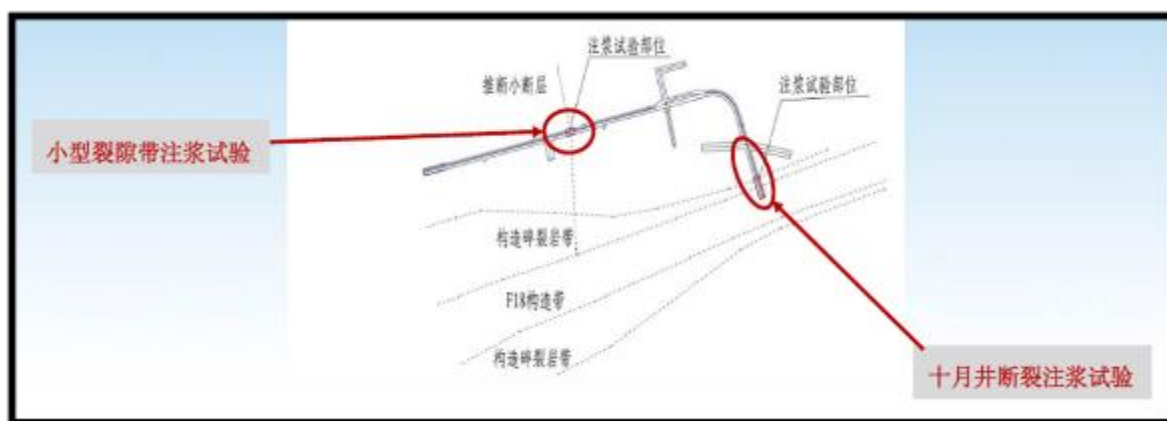 注浆试验部位
推断小断层
注浆试验部位
小型裂隙带注浆试验
构造碎裂岩带
F18构造带
构造碎裂岩带
十月井断裂注浆试验